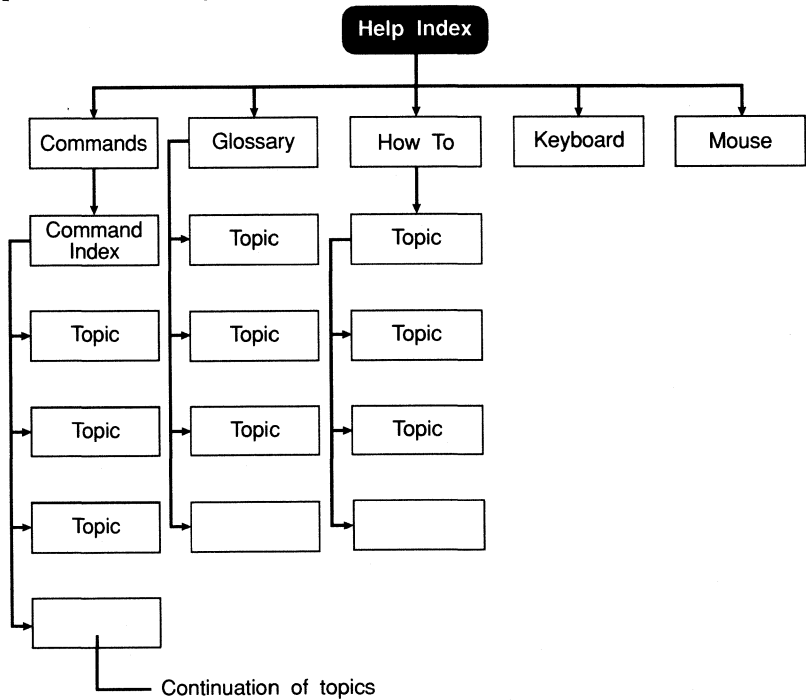 Help Index
Commands
Glossary
How To
Keyboard
Mouse
Command
Index
Topic
Topic
Topic
Topic
Topic
Topic
Topic
Topic
Topic
Continuation of topics